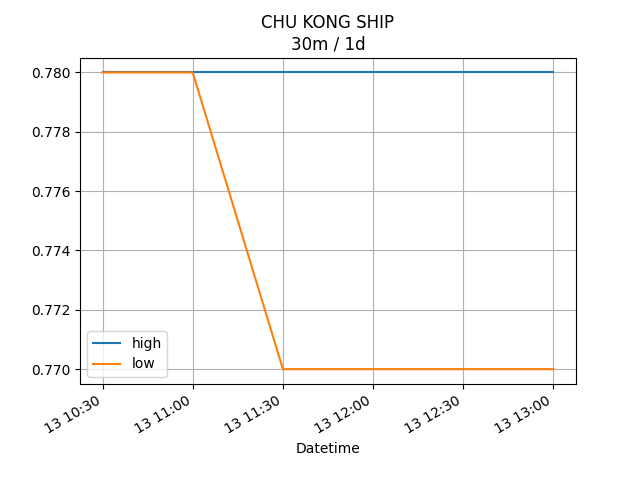 CHU KONG SHIP
30m / 1d
0.780
0.778
0.776
0.774
0.772
0.770
high
low
13 10:30
13 11:00
13 11:30
13 12:00
13 12:30
13 13:00
Datetime